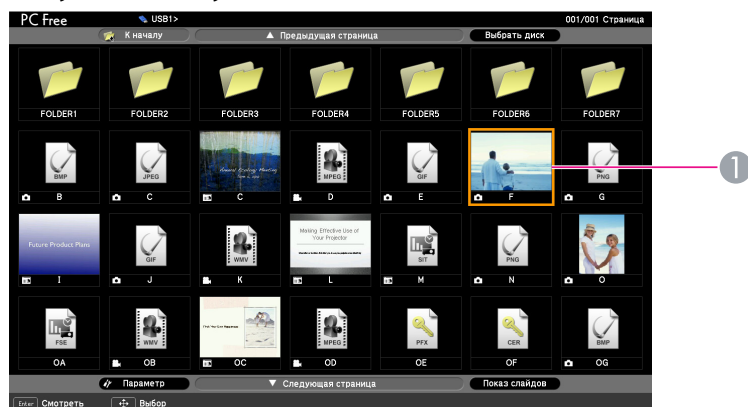 PC Free USB1> 001/001 Страница
К началу Предыдущая страница Выбрать диск
FOLDER1 FOLDER2 FOLDER3 FOLDER4 FOLDER5 FOLDER6 FOLDER7
BMP JPEG Annual Ecology Meeting MPEG GIF PNG
B C C D E F G
1
Future Product Plans GIF WMV Making Effective Use of Your Projector SIT PNG
I J K L M N O
FSE WMV MPEG PFX CER BMP
OA OB OC OD OE OF OG
Параметр Следующая страница Показ слайдов
Enter Смотреть Выбор